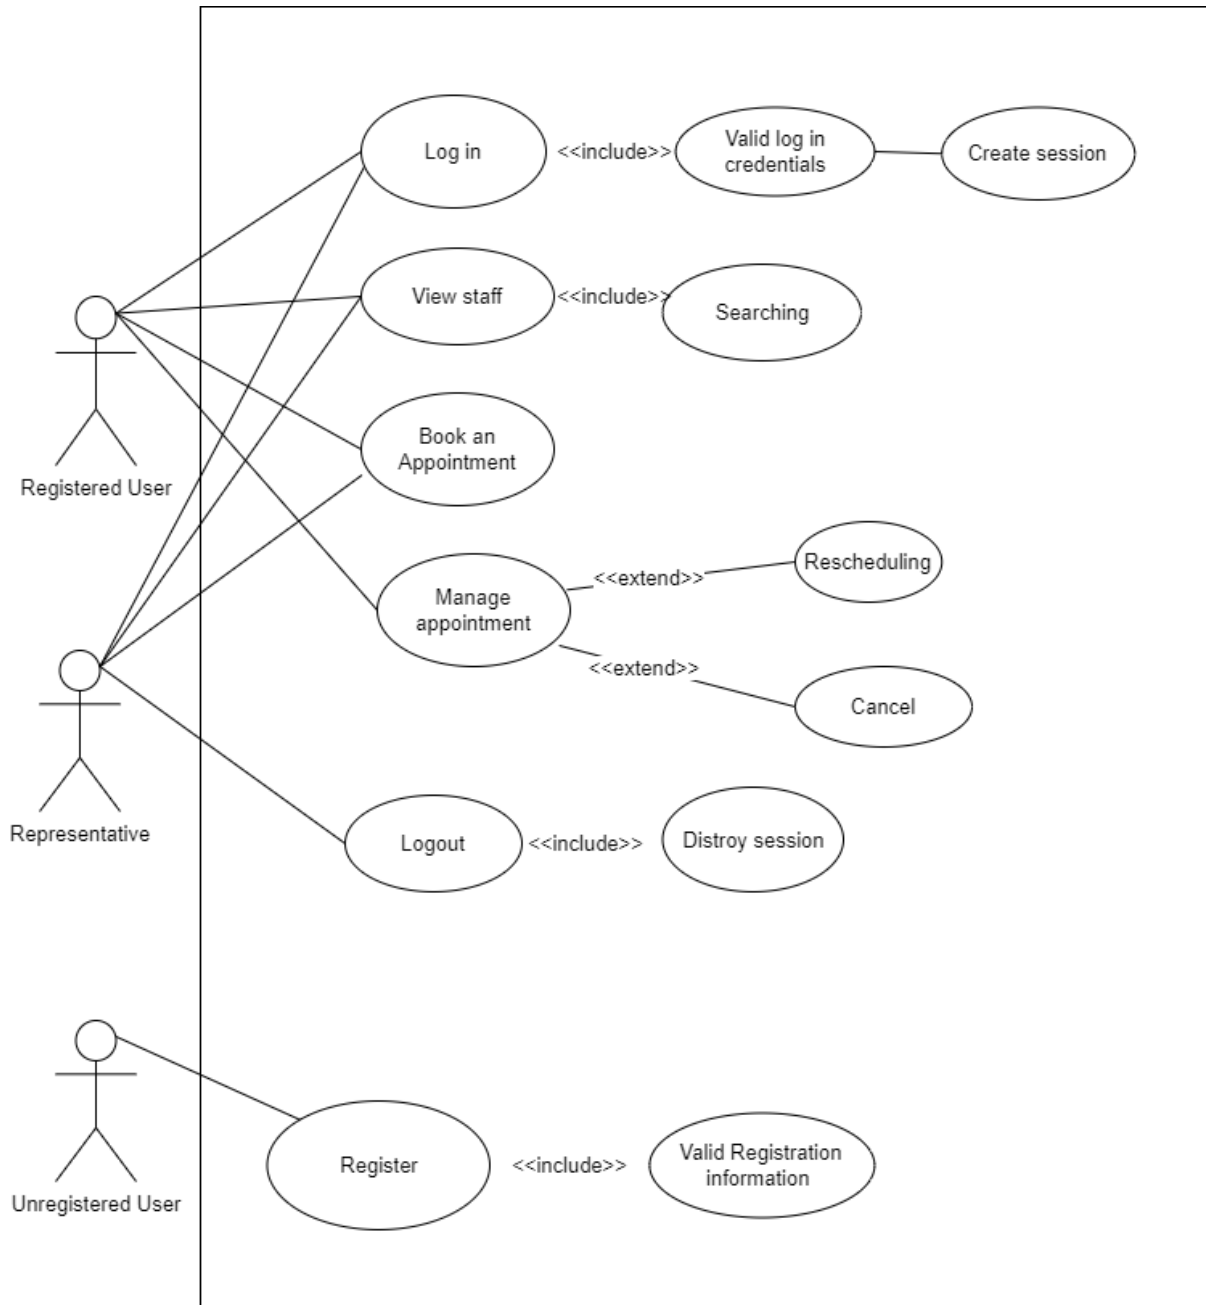 Log in
<<include>>
Valid log in
credentials
Create session
View staff
<<include>>
Searching
Registered User
Book an
Appointment
Manage
appointment
<<extend>>
Rescheduling
<<extend>>
Cancel
Representative
Logout
<<include>>
Distroy session
Unregistered User
Register
<<include>>
Valid Registration
information